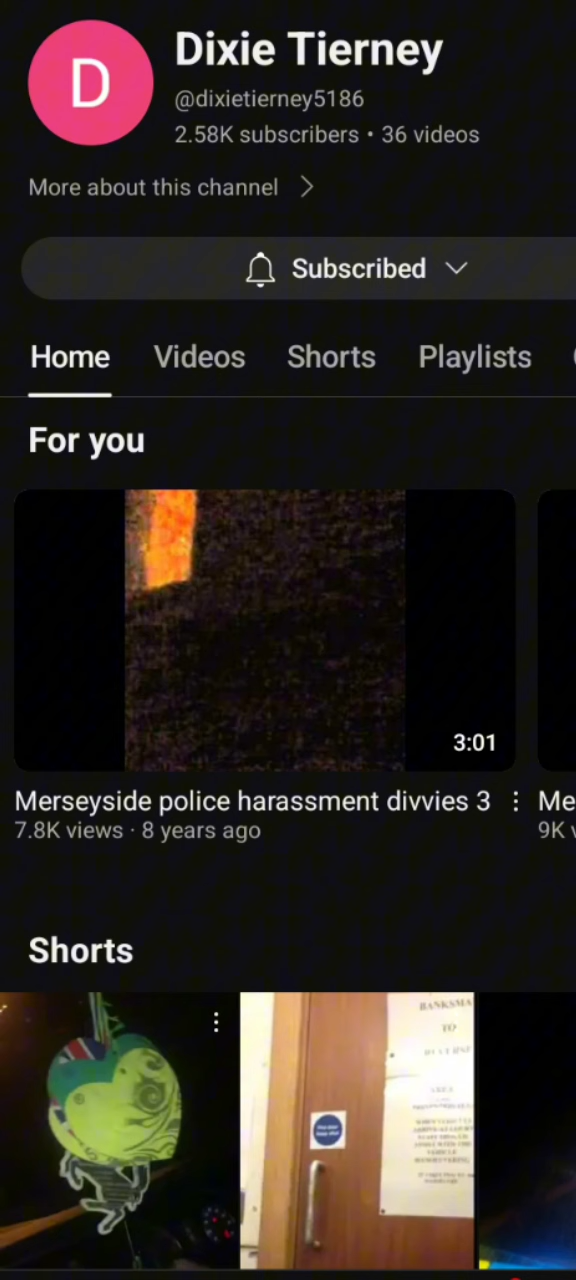 D
Dixie Tierney
@dixietierney5186
2.58K subscribers • 36 videos
More about this channel >
Subscribed
Home Videos Shorts Playlists
For you
3:01
Merseyside police harassment divvies 3 Me
7.8K views · 8 years ago 9K v
Shorts
BANKSMA
TO